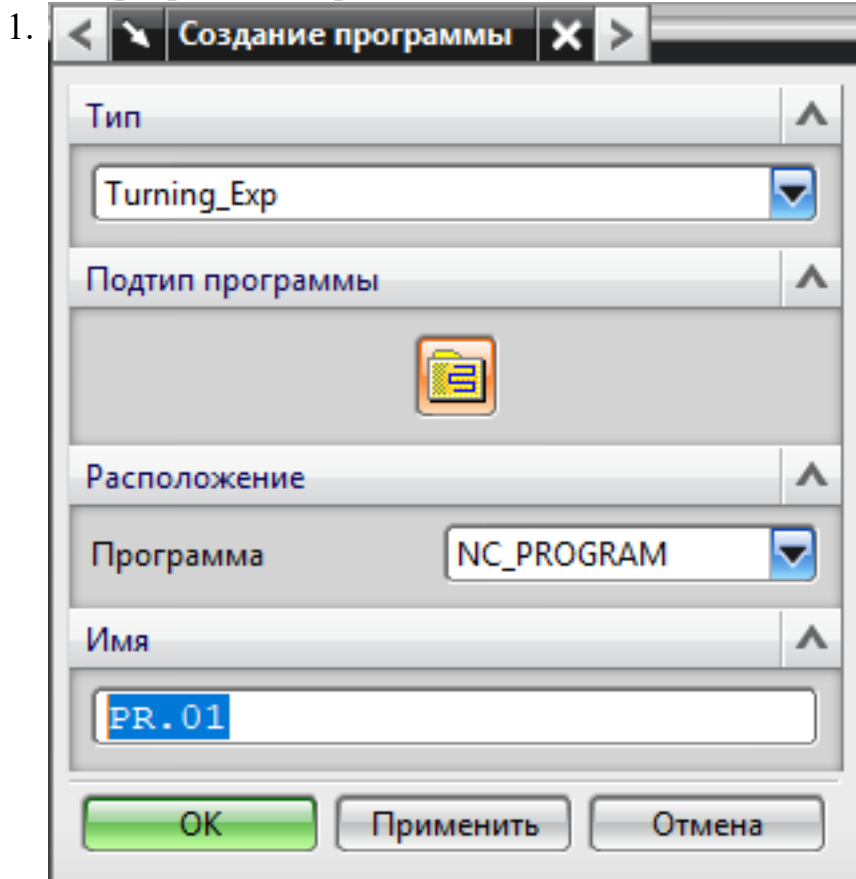 1.
Создание программы
Тип
Turning_Exp
Подтип программы
Расположение
Программа NC_PROGRAM
Имя
PR.01
OK Применить Отмена